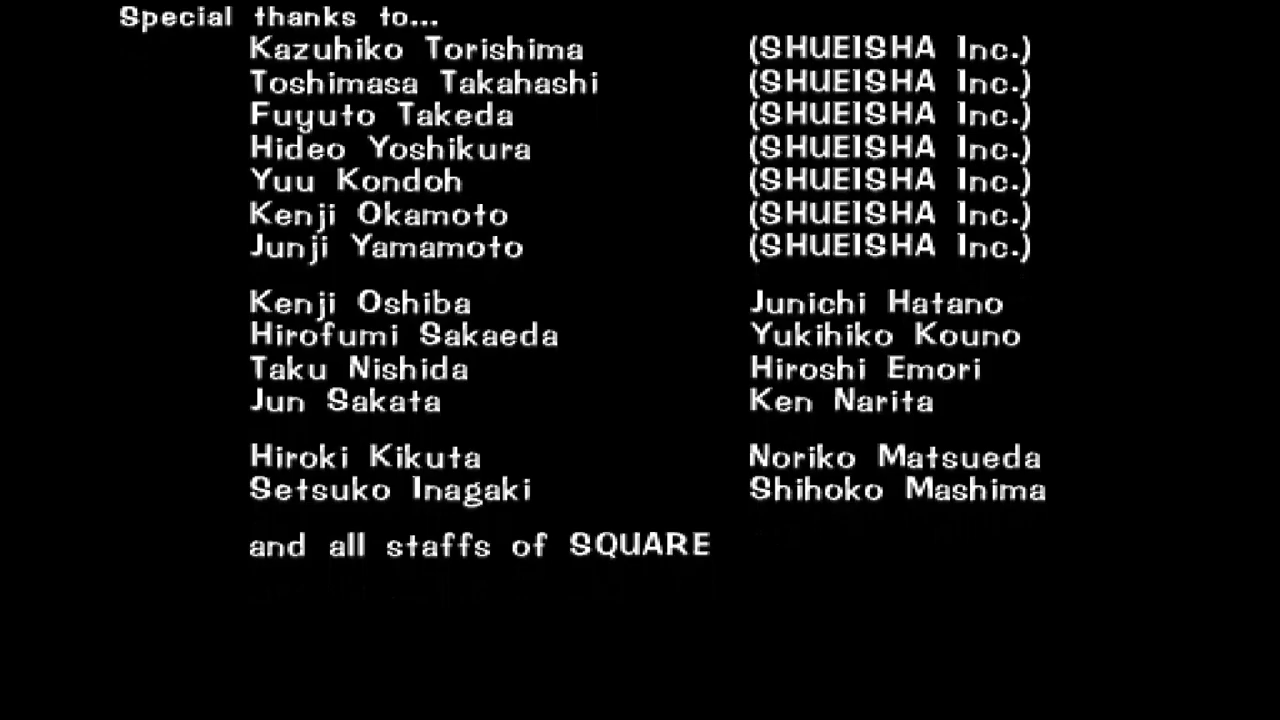 Special thanks to...
Kazuhiko Torishima (SHUEISHA Inc.)
Toshimasa Takahashi (SHUEISHA Inc.)
Fuyuto Takeda (SHUEISHA Inc.)
Hideo Yoshikura (SHUEISHA Inc.)
Yuu Kondoh (SHUEISHA Inc.)
Kenji Okamoto (SHUEISHA Inc.)
Junji Yamamoto (SHUEISHA Inc.)
Kenji Oshiba Junichi Hatano
Hirofumi Sakaeda Yukihiko Kouno
Taku Nishida Hiroshi Emori
Jun Sakata Ken Narita
Hiroki Kikuta Noriko Matsueda
Setsuko Inagaki Shihoko Mashima
and all staffs of SQUARE